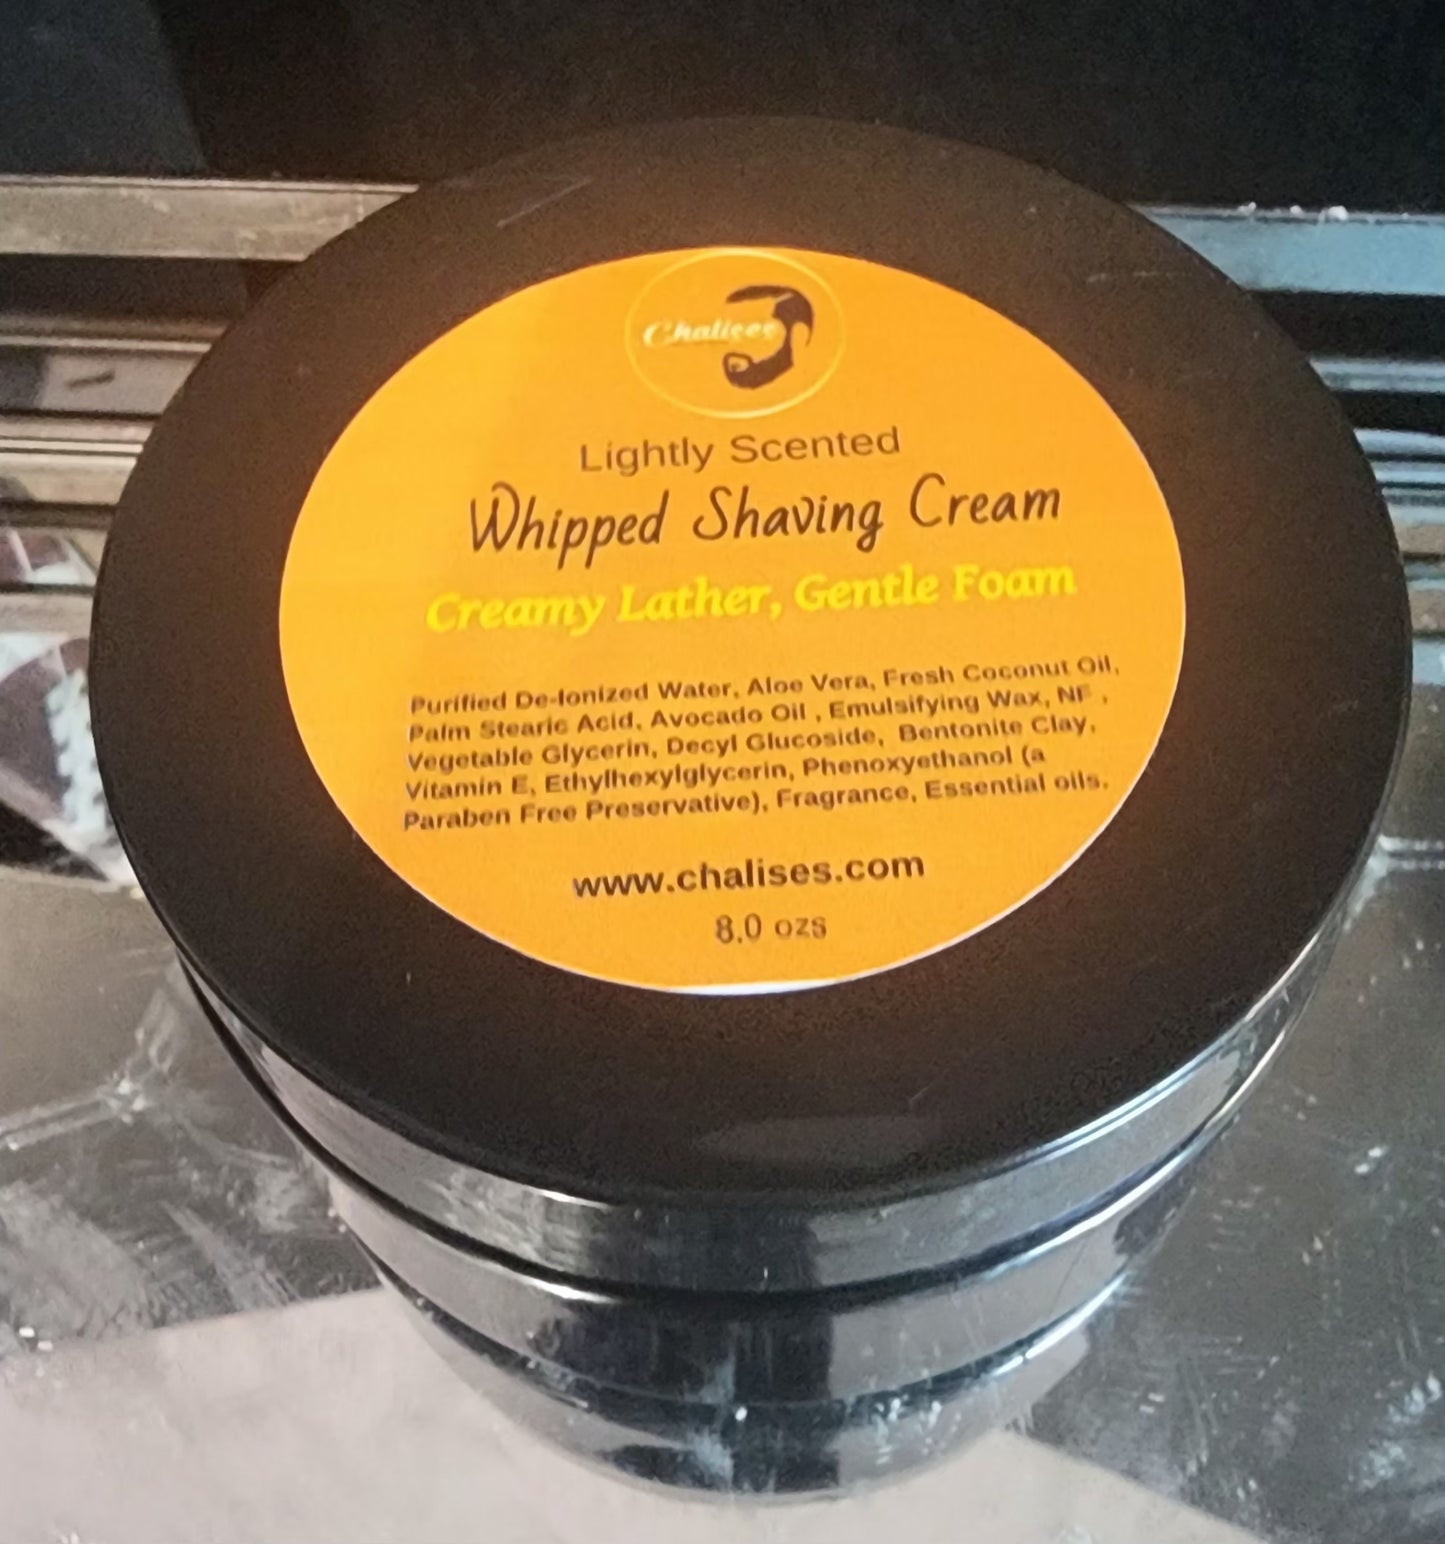 Chalises
Lightly Scented
Whipped Shaving Cream
Creamy Lather, Gentle Foam
Purified De-Ionized Water, Aloe Vera, Fresh Coconut Oil,
Palm Stearic Acid, Avocado Oil , Emulsifying Wax, NF ,
Vegetable Glycerin, Decyl Glucoside, Bentonite Clay,
Vitamin E, Ethylhexylglycerin, Phenoxyethanol (a
Paraben Free Preservative), Fragrance, Essential oils.
www.chalises.com
8.0 ozs